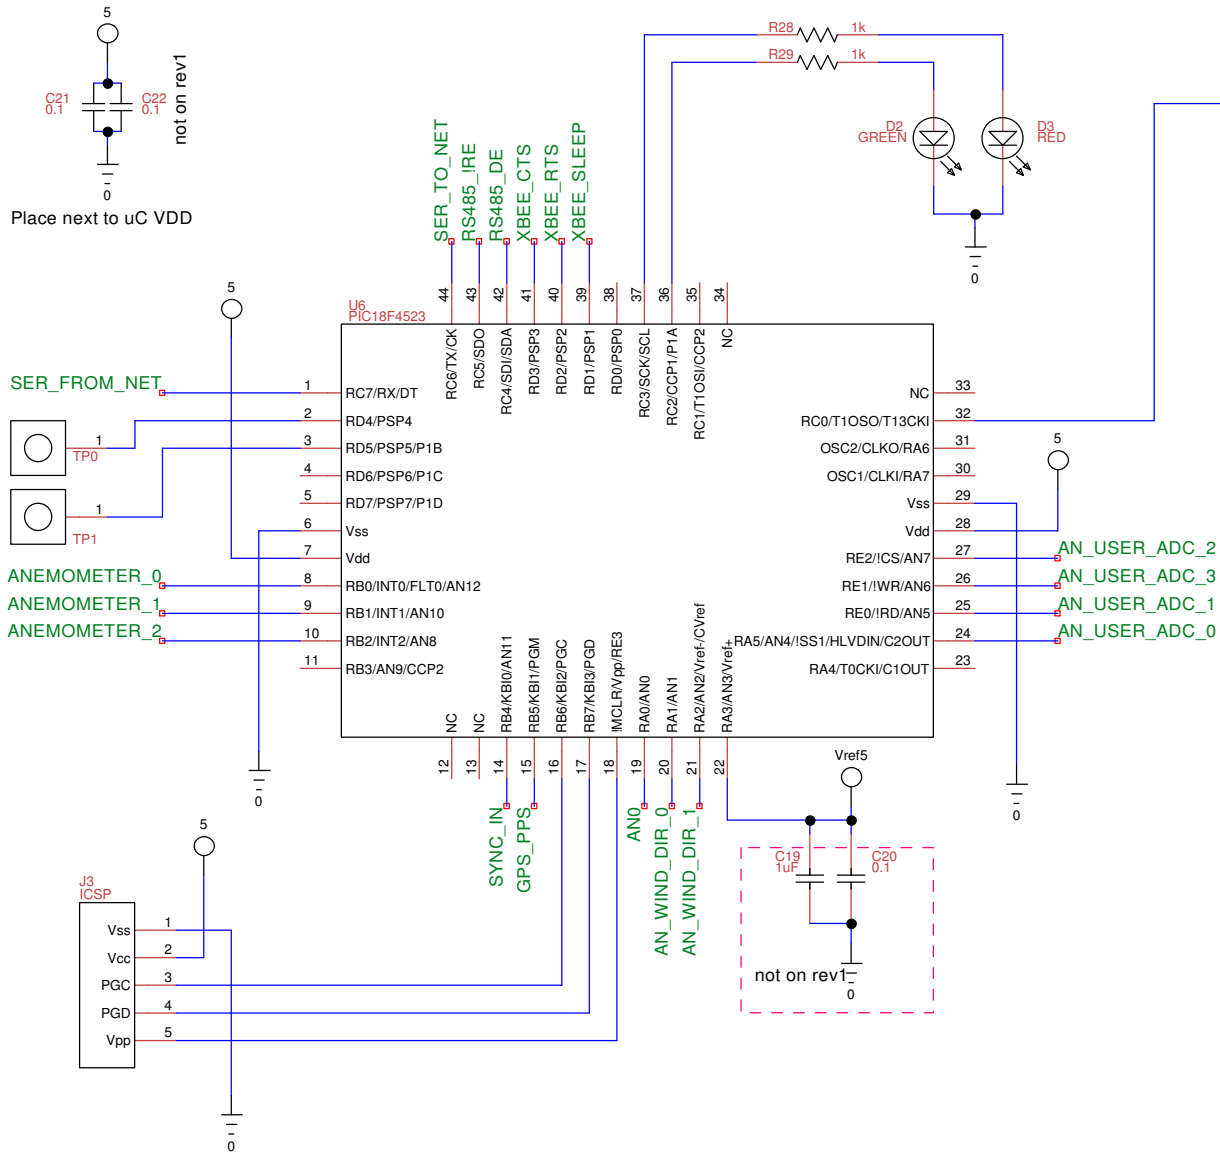 5
C21
0.1
C22
0.1
not on rev1
0
Place next to uC VDD
R28
1k
R29
1k
D2
GREEN
D3
RED
0
SER_TO_NET
RS485_!RE
RS485_DE
XBEE_CTS
XBEE_RTS
XBEE_SLEEP
44
43
42
41
40
39
38
37
36
35
34
5
U6
PIC18F4523
RC6/TX/CK
RC5/SDO
RC4/SDI/SDA
RD3/PSP3
RD2/PSP2
RD1/PSP1
RD0/PSP0
RC3/SCK/SCL
RC2/CCP1/P1A
RC1/T1OSI/CCP2
NC
SER_FROM_NET
1
RC7/RX/DT
2
RD4/PSP4
3
RD5/PSP5/P1B
4
RD6/PSP6/P1C
5
RD7/PSP7/P1D
6
Vss
7
Vdd
ANEMOMETER_0
8
RB0/INT0/FLT0/AN12
ANEMOMETER_1
9
RB1/INT1/AN10
ANEMOMETER_2
10
RB2/INT2/AN8
11
RB3/AN9/CCP2
1
TP0
1
TP1
NC
33
RC0/T1OSO/T13CKI
32
OSC2/CLKO/RA6
31
OSC1/CLKI/RA7
30
Vss
29
Vdd
28
5
RE2/!CS/AN7
27
AN_USER_ADC_2
RE1/!WR/AN6
26
AN_USER_ADC_3
RE0/!RD/AN5
25
AN_USER_ADC_1
RA5/AN4/!SS1/HLVDIN/C2OUT
24
AN_USER_ADC_0
RA4/T0CKI/C1OUT
23
NC
NC
RB4/KBI0/AN11
RB5/KBI1/PGM
RB6/KBI2/PGC
RB7/KBI3/PGD
!MCLR/Vpp/RE3
RA0/AN0
RA1/AN1
RA2/AN2/Vref-/CVref
RA3/AN3/Vref+
12
13
14
15
16
17
18
19
20
21
22
0
0
SYNC_IN
GPS_PPS
AN0
AN_WIND_DIR_0
AN_WIND_DIR_1
Vref5
C19
1uF
C20
0.1
not on rev1
0
5
J3
ICSP
Vss
1
Vcc
2
PGC
3
PGD
4
Vpp
5
0